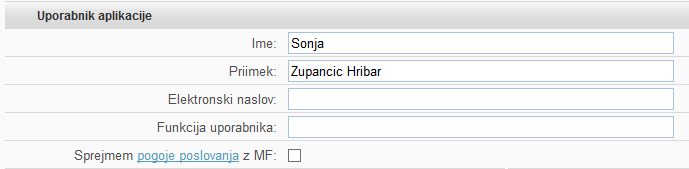 Uporabnik aplikacije
Ime: Sonja
Priimek: Zupancic Hribar
Elektronski naslov:
Funkcija uporabnika:
Sprejmem pogoje poslovanja z MF: